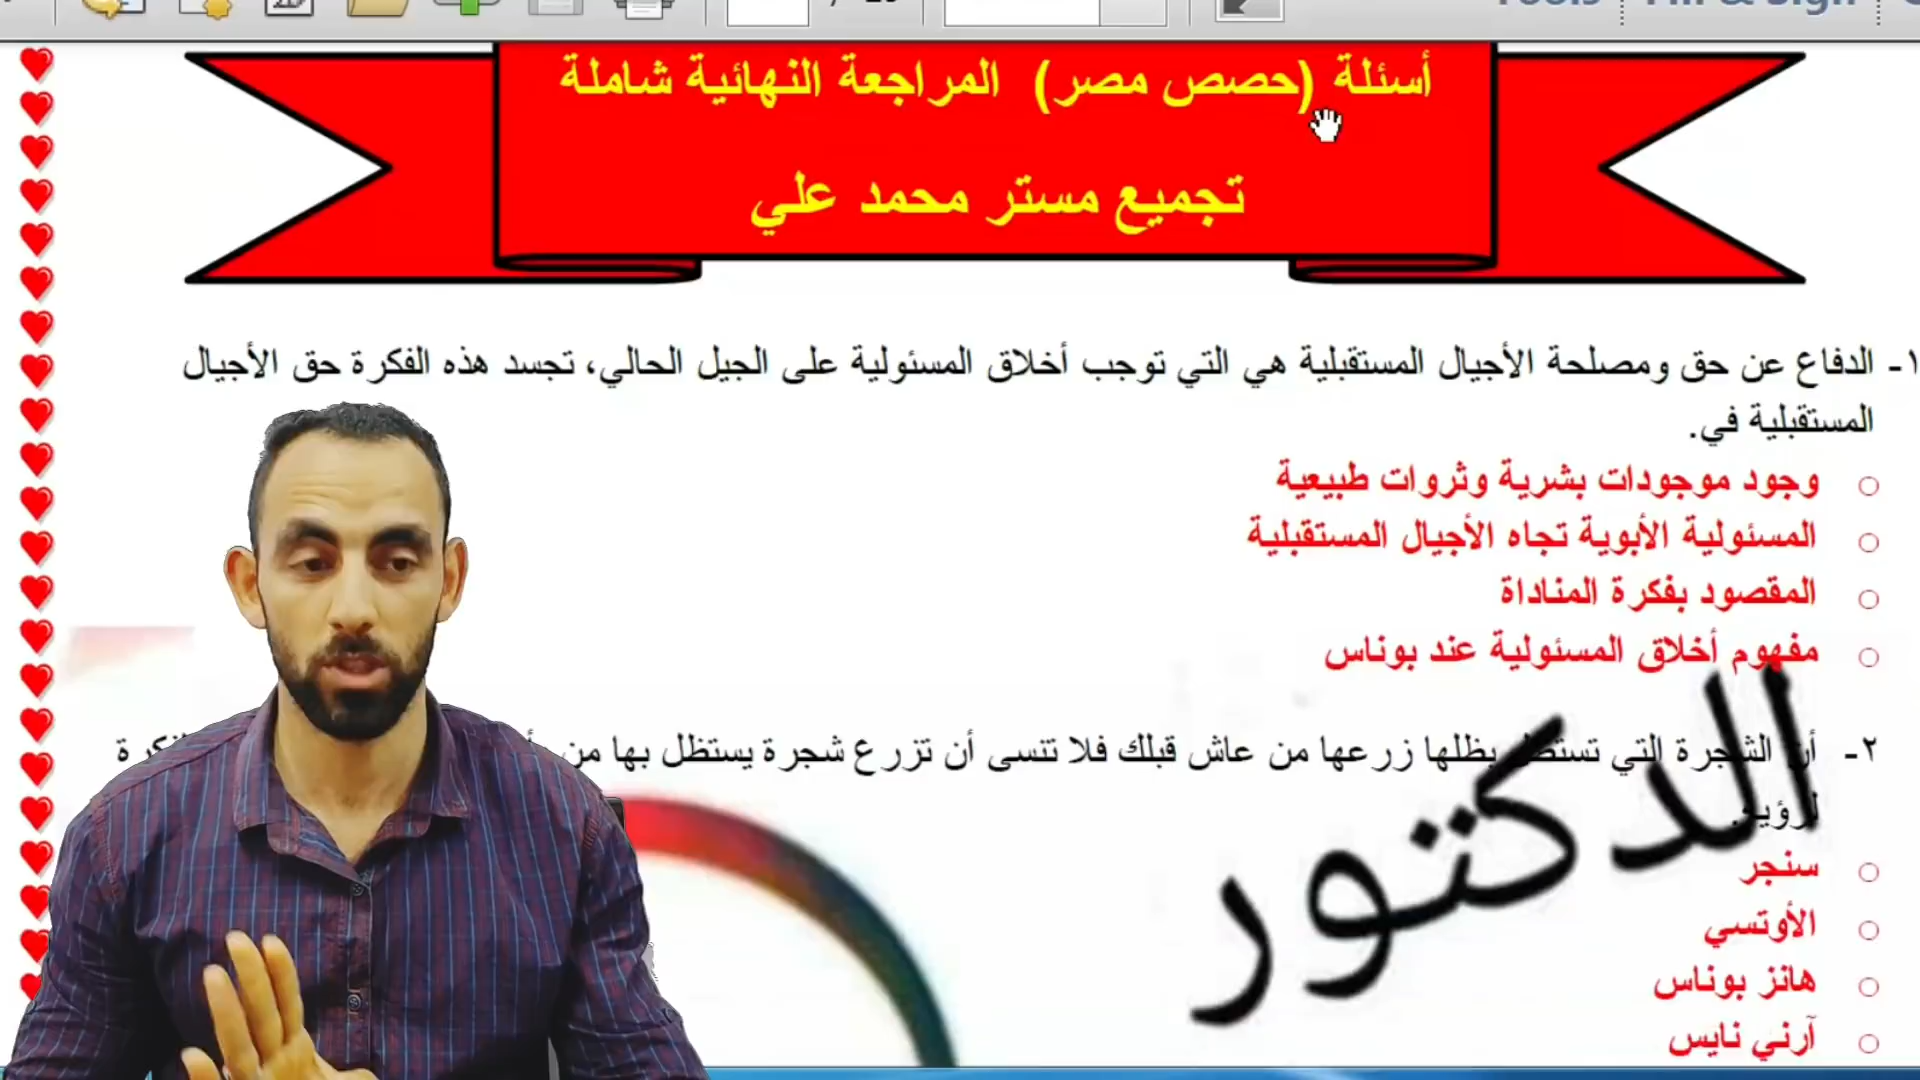 أسئلة (حصص مصر) المراجعة النهائية شاملة
تجميع مستر محمد علي
١- الدفاع عن حق ومصلحة الأجيال المستقبلية هي التي توجب أخلاق المسئولية على الجيل الحالي، تجسد هذه الفكرة حق الأجيال
المستقبلية في.
وجود موجودات بشرية وثروات طبيعية
المسئولية الأبوية تجاه الأجيال المستقبلية
المقصود بفكرة المناداة
مفهوم أخلاق المسئولية عند بوناس
٢- أن الشجرة التي تستظل بظلها زرعها من عاش قبلك فلا تنسى أن تزرع شجرة يستظل بها من
لرؤية.
سنجر
الأوتسي
هانز بوناس
آرني نايس
الدكتور